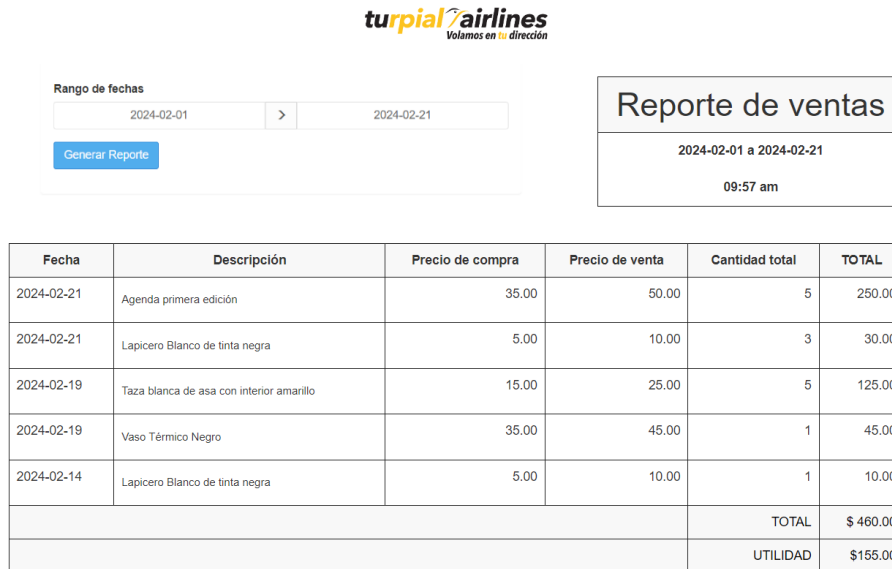 turpial airlines
Volamos en tu dirección
Rango de fechas
2024-02-01 > 2024-02-21
Generar Reporte
Reporte de ventas
2024-02-01 a 2024-02-21
09:57 am
Fecha Descripción Precio de compra Precio de venta Cantidad total TOTAL
2024-02-21 Agenda primera edición 35.00 50.00 5 250.00
2024-02-21 Lapicero Blanco de tinta negra 5.00 10.00 3 30.00
2024-02-19 Taza blanca de asa con interior amarillo 15.00 25.00 5 125.00
2024-02-19 Vaso Térmico Negro 35.00 45.00 1 45.00
2024-02-14 Lapicero Blanco de tinta negra 5.00 10.00 1 10.00
TOTAL $ 460.00
UTILIDAD $155.00